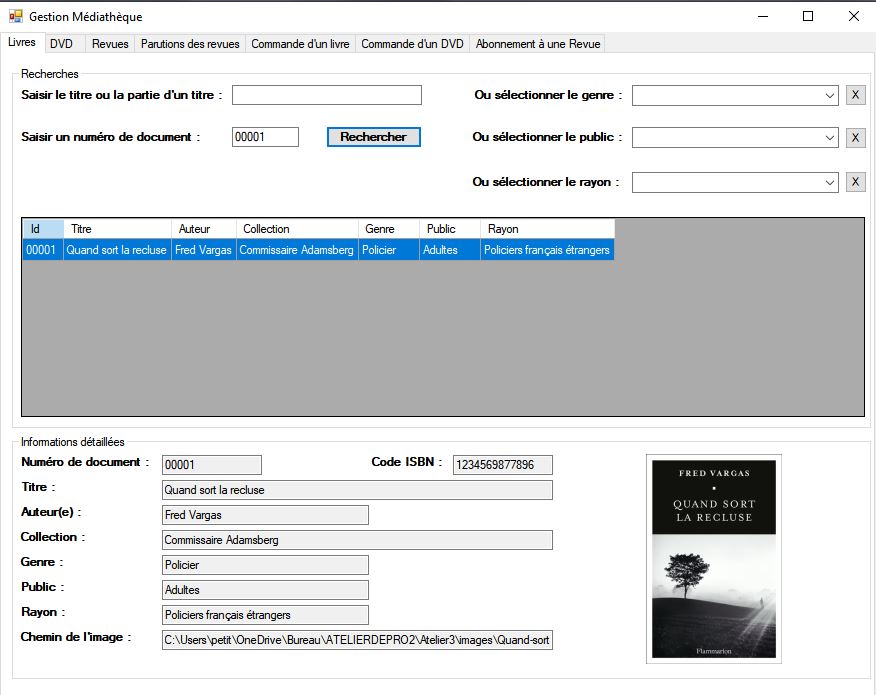 Gestion Médiathèque
Livres DVD Revues Parutions des revues Commande d'un livre Commande d'un DVD Abonnement à une Revue
Recherches
Saisir le titre ou la partie d'un titre : Ou sélectionner le genre : X
Saisir un numéro de document : 00001 Rechercher Ou sélectionner le public : X
Ou sélectionner le rayon : X
Id Titre Auteur Collection Genre Public Rayon
00001 Quand sort la recluse Fred Vargas Commissaire Adamsberg Policier Adultes Policiers français étrangers
Informations détaillées
Numéro de document : 00001 Code ISBN : 1234569877896
Titre : Quand sort la recluse
Auteur(e) : Fred Vargas
Collection : Commissaire Adamsberg
Genre : Policier
Public : Adultes
Rayon : Policiers français étrangers
Chemin de l'image : C:\Users\petit\OneDrive\Bureau\ATELIERDEPRO2\Atelier3\images\Quand-sort
FRED VARGAS
QUAND SORT
LA RECLUSE
Flammarion